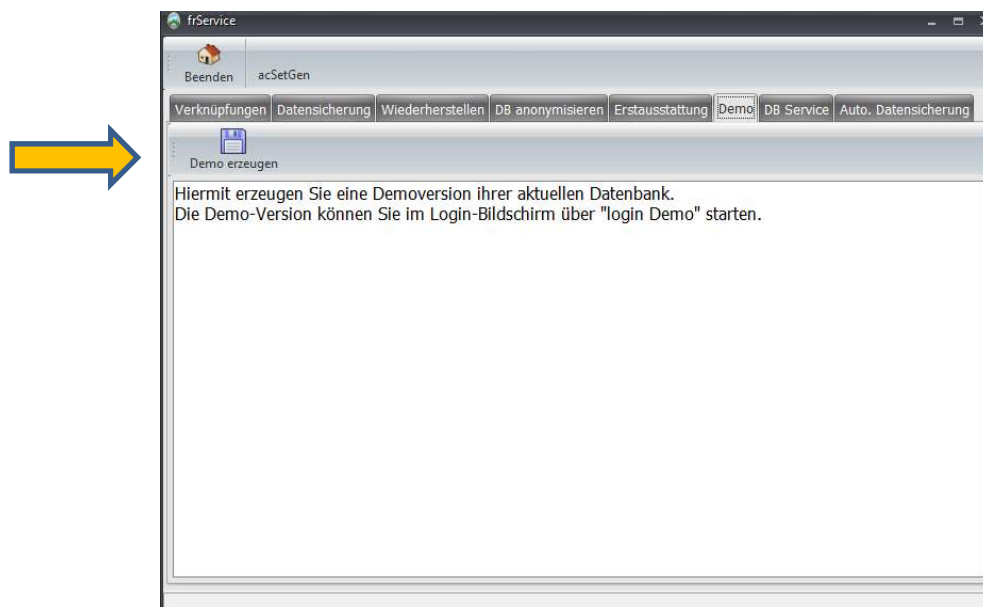 frService
Beenden acSetGen
Verknüpfungen Datensicherung Wiederherstellen DB anonymisieren Erstausstattung Demo DB Service Auto. Datensicherung
Demo erzeugen
Hiermit erzeugen Sie eine Demoversion ihrer aktuellen Datenbank.
Die Demo-Version können Sie im Login-Bildschirm über "login Demo" starten.